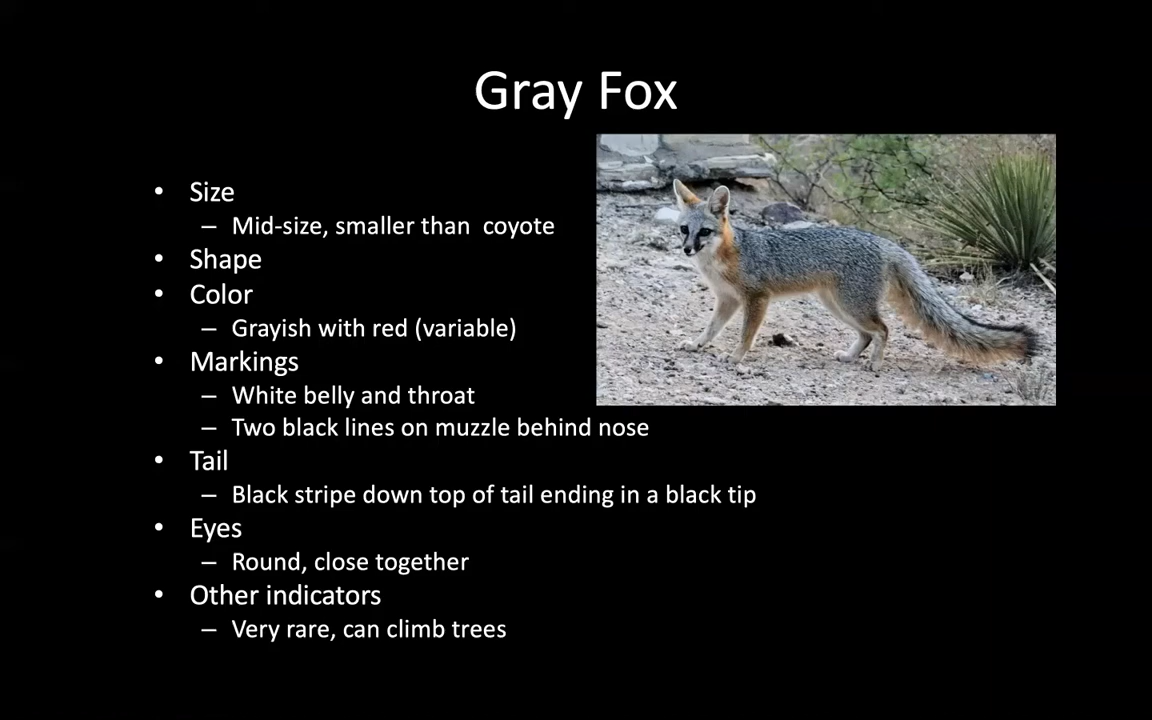 Gray Fox
• Size
– Mid-size, smaller than  coyote
• Shape
• Color
– Grayish with red (variable)
• Markings
– White belly and throat
– Two black lines on muzzle behind nose
• Tail
– Black stripe down top of tail ending in a black tip
• Eyes
– Round, close together
• Other indicators
– Very rare, can climb trees